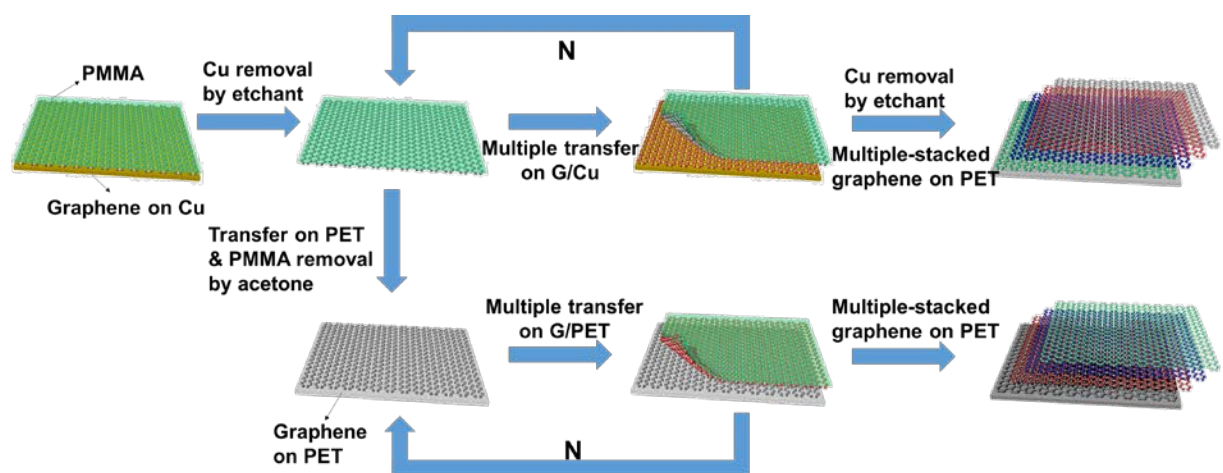 N
PMMA
Cu removal
by etchant
Multiple transfer
on G/Cu
Cu removal
by etchant
Multiple-stacked
graphene on PET
Graphene on Cu
Transfer on PET
& PMMA removal
by acetone
Multiple transfer
on G/PET
Multiple-stacked
graphene on PET
Graphene
on PET
N